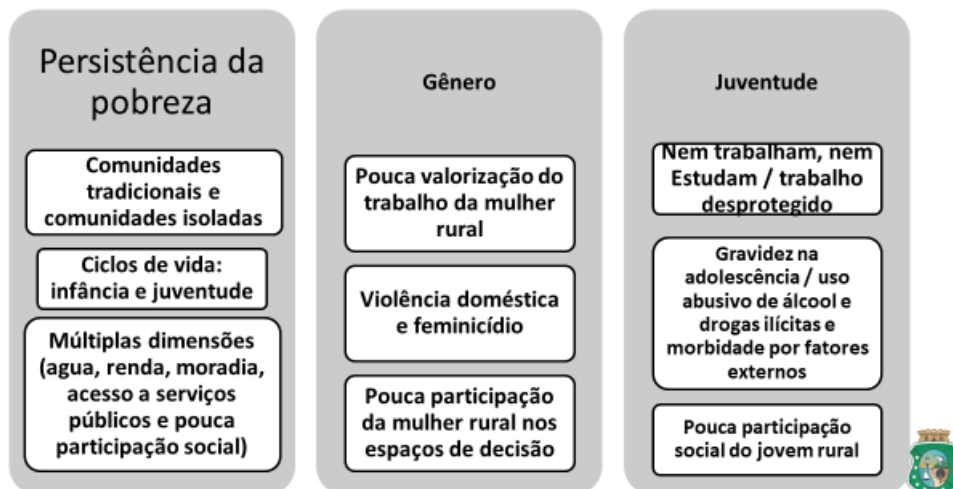 Persistência da
pobreza
Comunidades
tradicionais e
comunidades isoladas
Ciclos de vida:
infância e juventude
Múltiplas dimensões
(agua, renda, moradia,
acesso a serviços
públicos e pouca
participação social)
Gênero
Pouca valorização do
trabalho da mulher
rural
Violência doméstica
e feminicídio
Pouca participação
da mulher rural nos
espaços de decisão
Juventude
Nem trabalham, nem
Estudam / trabalho
desprotegido
Gravidez na
adolescência / uso
abusivo de álcool e
drogas ilícitas e
morbidade por fatores
externos
Pouca participação
social do jovem rural